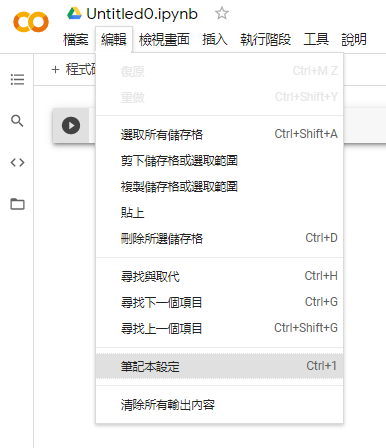 Untitled0.ipynb
檔案 編輯 檢視畫面 插入 執行階段 工具 說明
+ 程式
復原 Ctrl+M Z
重做 Ctrl+Shift+Y
選取所有儲存格 Ctrl+Shift+A
剪下儲存格或選取範圍
複製儲存格或選取範圍
貼上
刪除所選儲存格 Ctrl+D
尋找與取代 Ctrl+H
尋找下一個項目 Ctrl+G
尋找上一個項目 Ctrl+Shift+G
筆記本設定 Ctrl+1
清除所有輸出內容